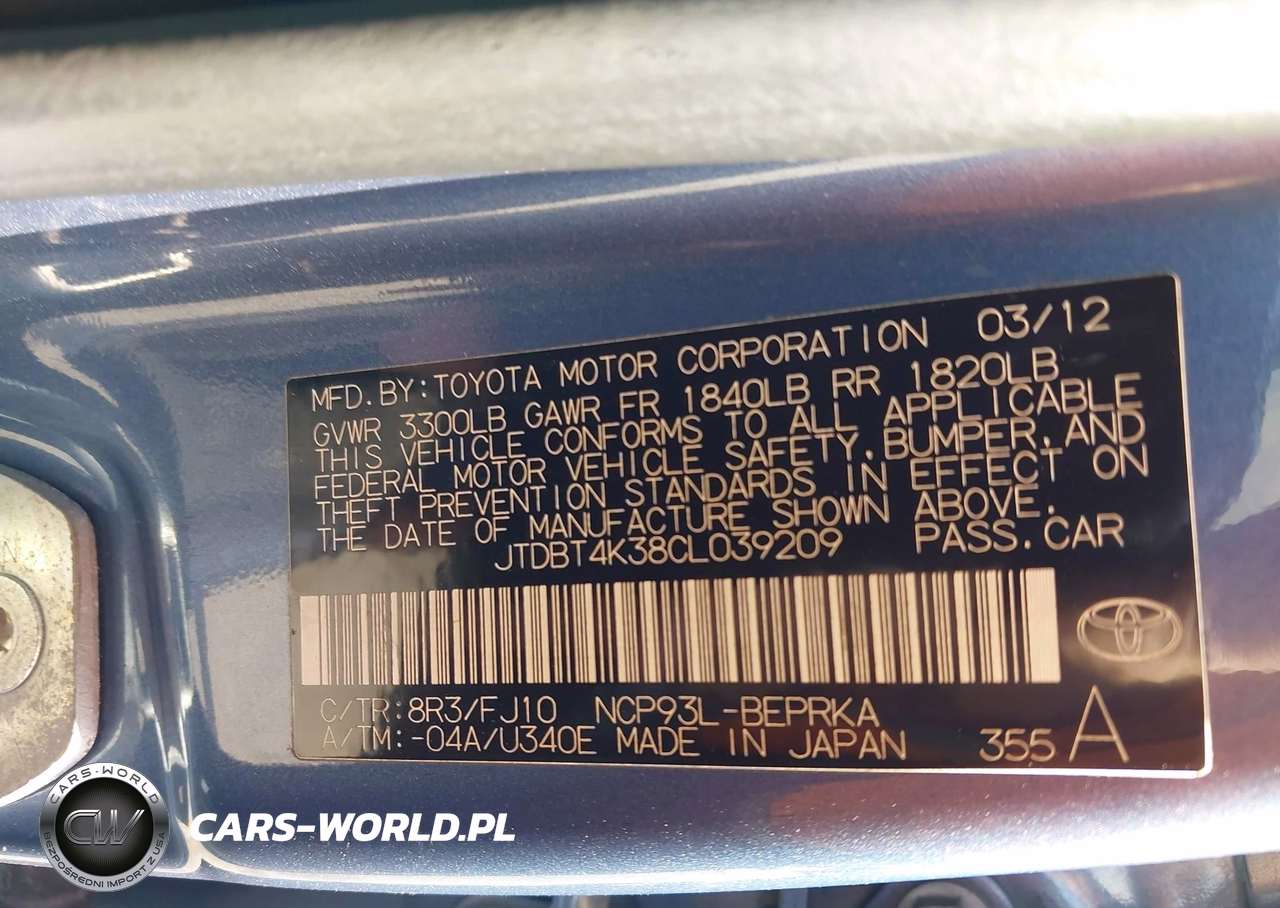 MFD. BY: TOYOTA MOTOR CORPORATION 03/12
GVWR 3300LB GAWR FR 1840LB RR 1820LB
THIS VEHICLE CONFORMS TO ALL APPLICABLE
FEDERAL MOTOR VEHICLE SAFETY, BUMPER, AND
THEFT PREVENTION STANDARDS IN EFFECT ON
THE DATE OF MANUFACTURE SHOWN ABOVE.
JTDBT4K38CL039209 PASS. CAR
C/TR: 8R3/FJ10 NCP93L-BEPRKA
A/TM: -04A/U340E MADE IN JAPAN 355 A
CARS-WORLD
CW
BEZPOŚREDNI IMPORT Z USA
CARS-WORLD.PL